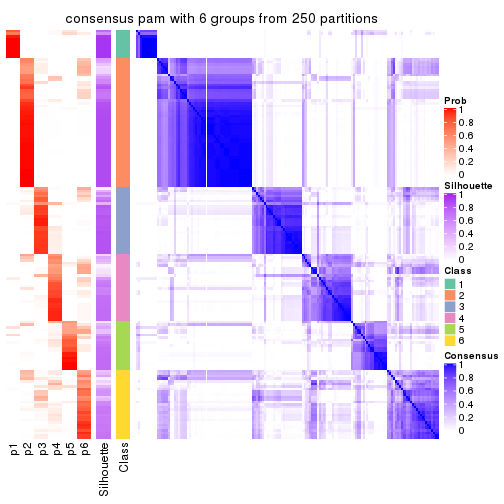 consensus pam with 6 groups from 250 partitions
Prob
1
0.8
0.6
0.4
0.2
0
Silhouette
1
0.8
0.6
0.4
0.2
0
Class
1
2
3
4
5
6
Consensus
1
0.8
0.6
0.4
0.2
0
p1
p2
p3
p4
p5
p6
Silhouette
Class